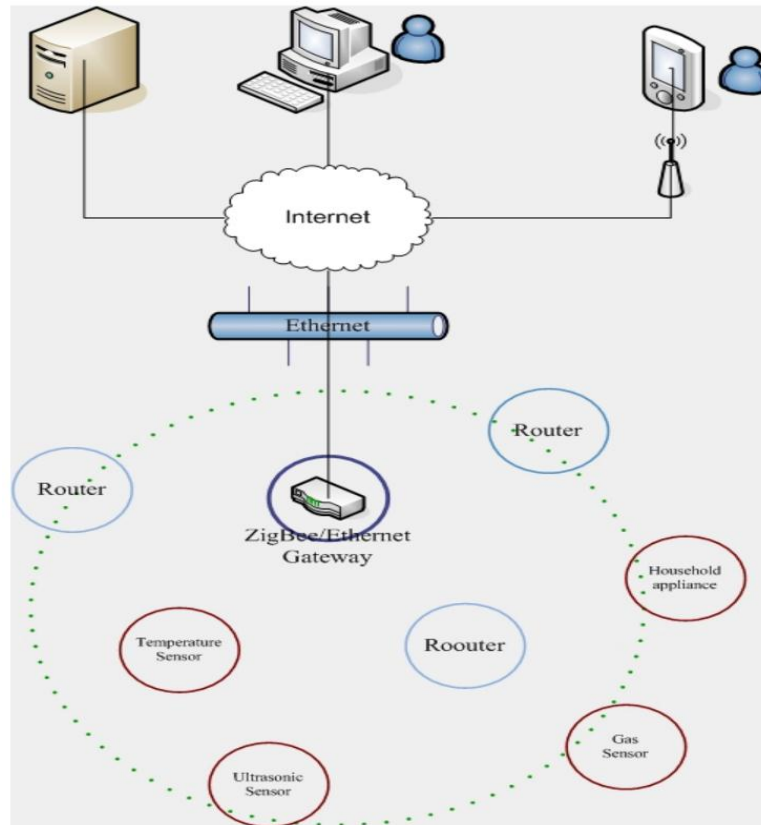 Internet
Ethernet
Router
Router
ZigBee/Ethernet
Gateway
Household
appliance
Temperature
Sensor
Roouter
Gas
Sensor
Ultrasonic
Sensor